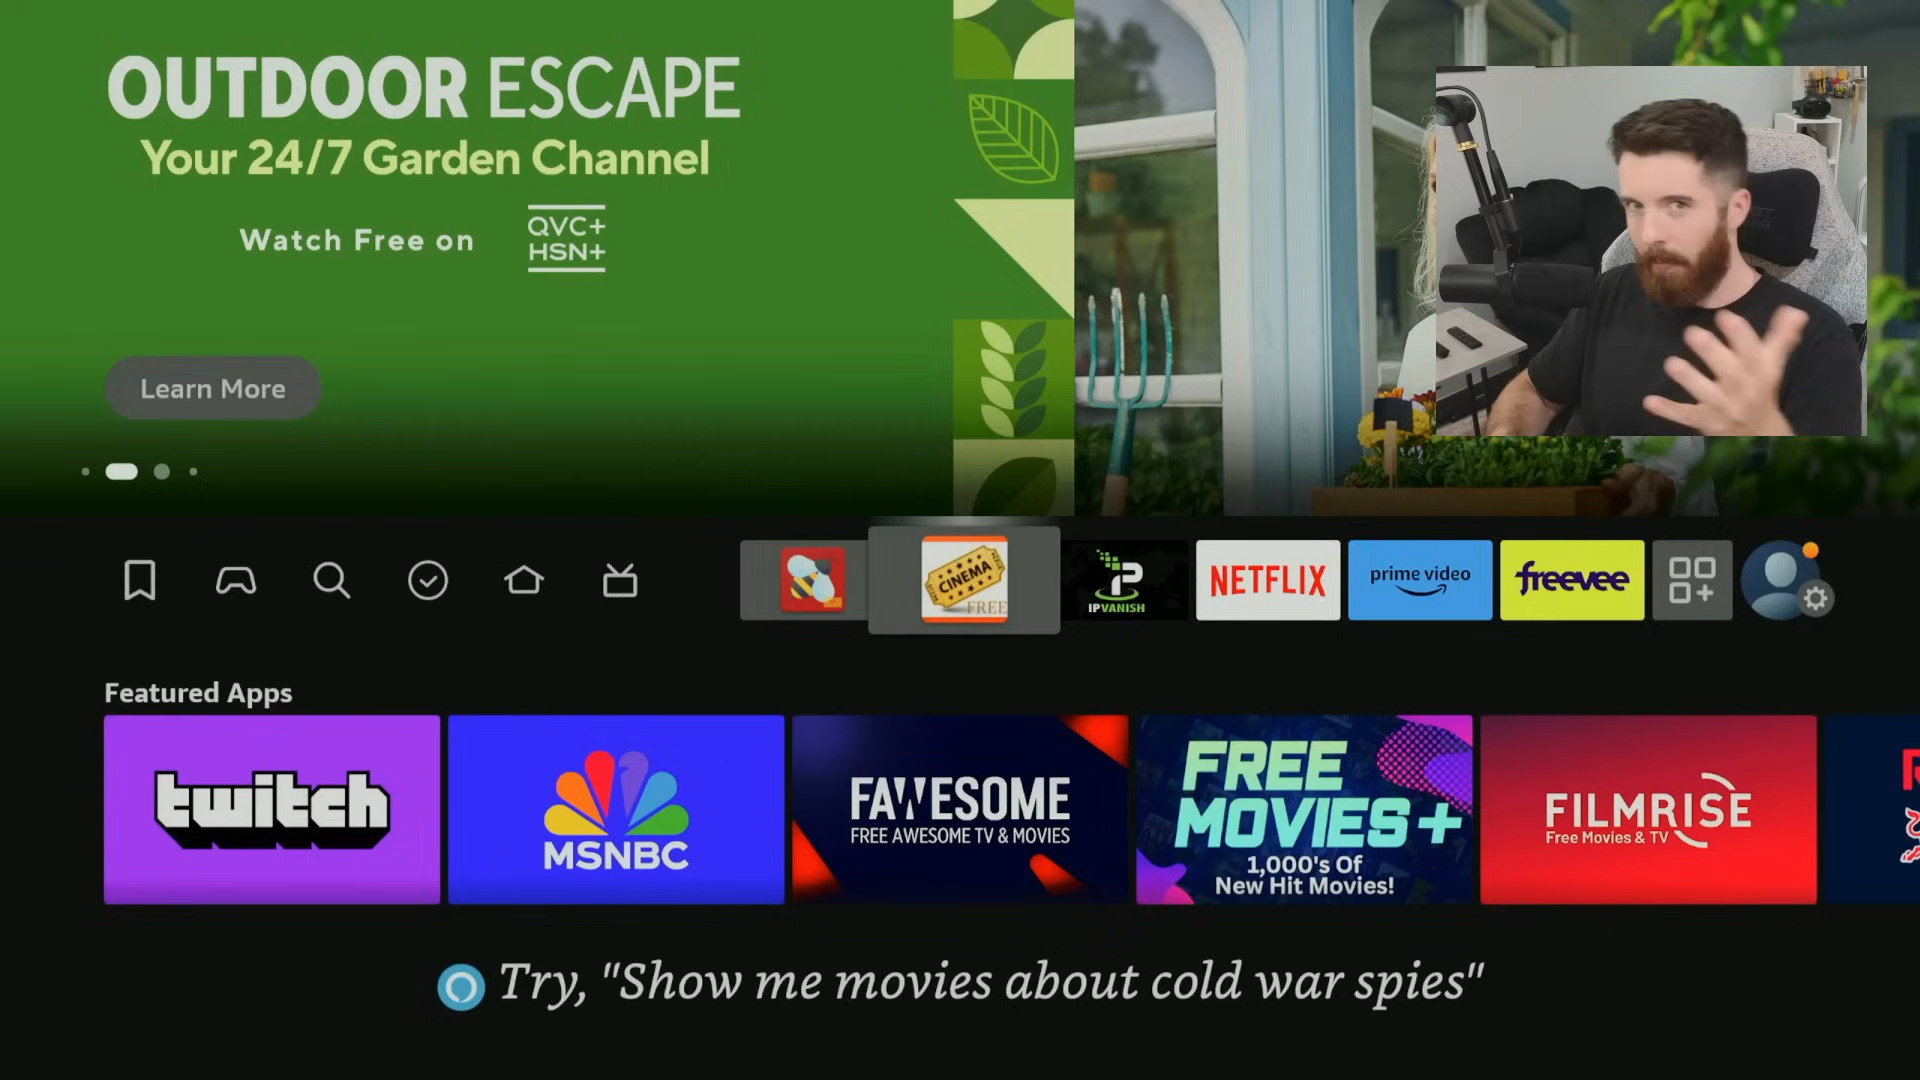 OUTDOOR ESCAPE
Your 24/7 Garden Channel
Watch Free on
QVC+
HSN+
Learn More
CINEMA
FREE
IPVANISH
NETFLIX
prime video
freevee
Featured Apps
twitch
MSNBC
FAWESOME
FREE AWESOME TV & MOVIES
FREE
MOVIES +
1,000's Of
New Hit Movies!
FILMRISE
Free Movies & TV
Try, "Show me movies about cold war spies"